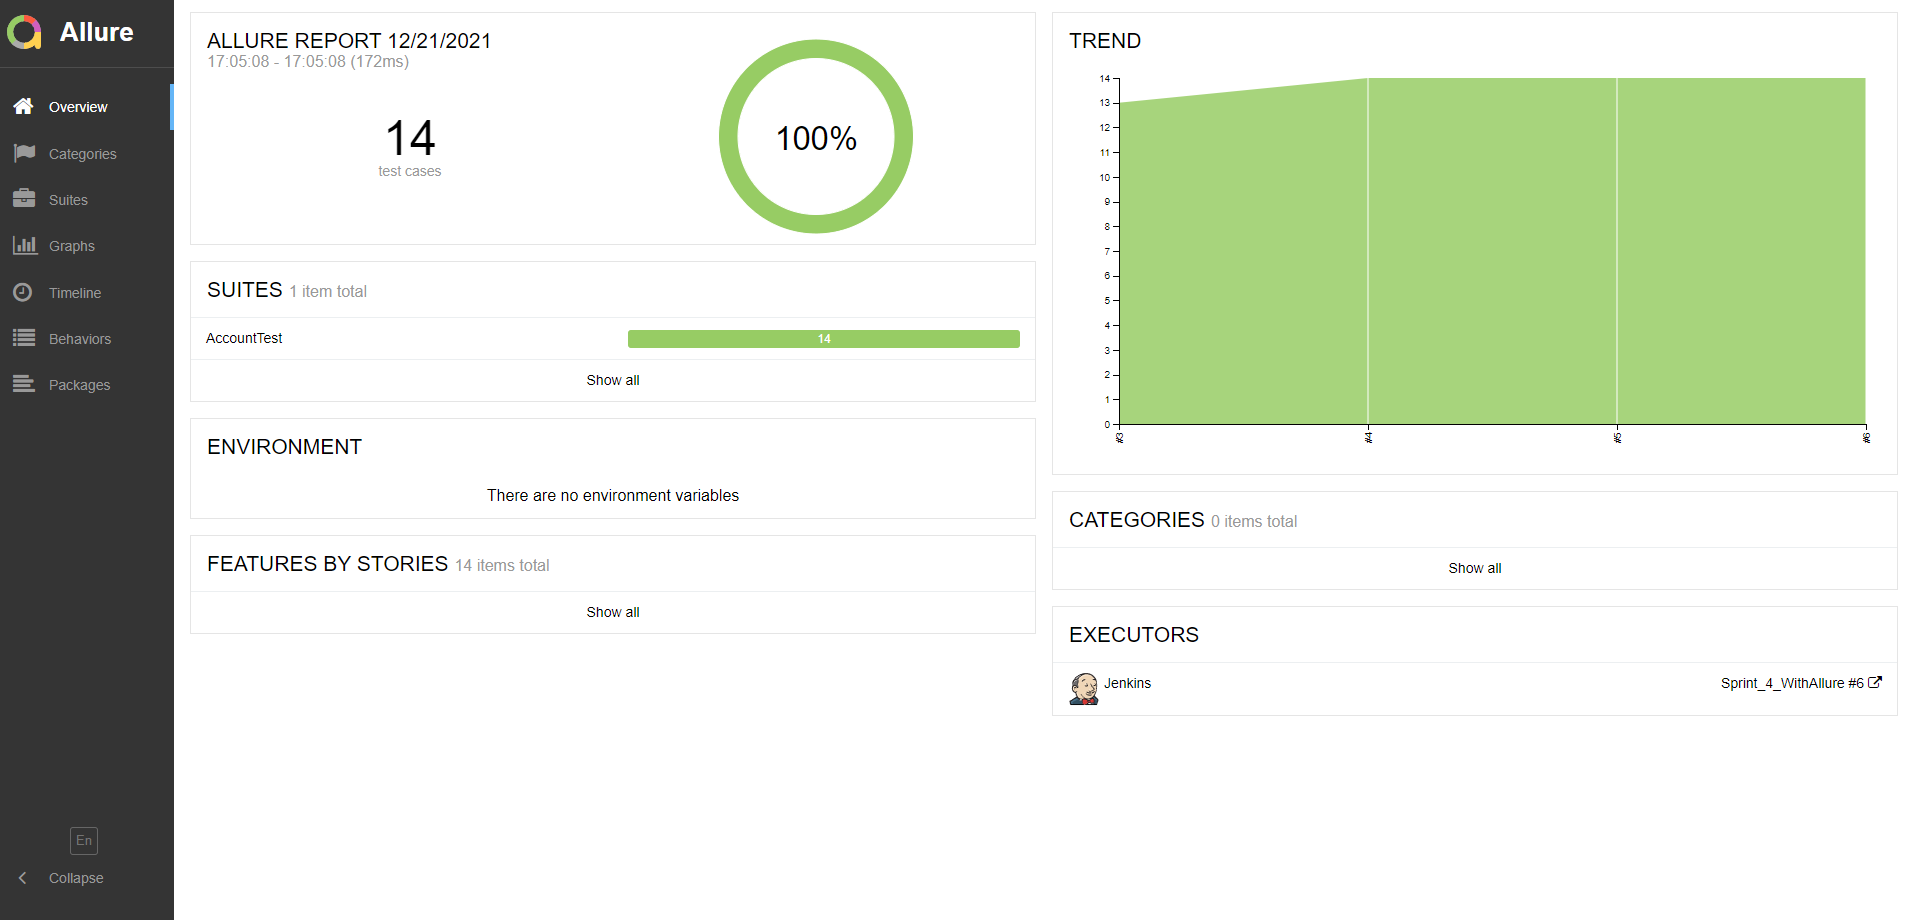 Allure
Overview
Categories
Suites
Graphs
Timeline
Behaviors
Packages
En
Collapse
ALLURE REPORT 12/21/2021
17:05:08 - 17:05:08 (172ms)
14
test cases
100%
SUITES 1 item total
AccountTest 14
Show all
ENVIRONMENT
There are no environment variables
FEATURES BY STORIES 14 items total
Show all
TREND
14
13
12
11
10
9
8
7
6
5
4
3
2
1
0
#3 #4 #5 #6
CATEGORIES 0 items total
Show all
EXECUTORS
Jenkins Sprint_4_WithAllure #6